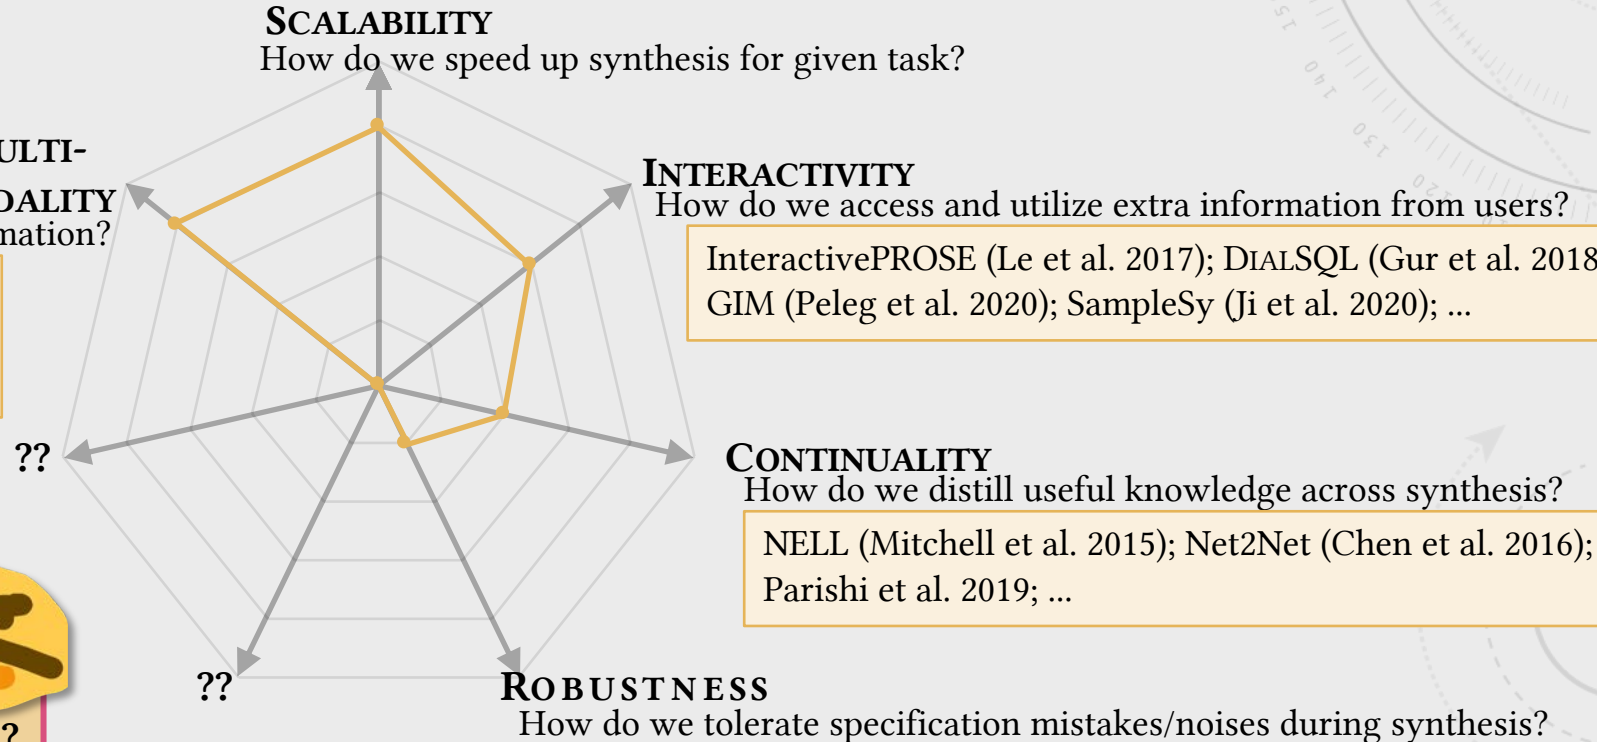 SCALABILITY
How do we speed up synthesis for given task?
ULTI-
DALITY
mation?
INTERACTIVITY
How do we access and utilize extra information from users?
InteractivePROSE (Le et al. 2017); DIALSQL (Gur et al. 2018
GIM (Peleg et al. 2020); SampleSy (Ji et al. 2020); ...
??
CONTINUALITY
How do we distill useful knowledge across synthesis?
NELL (Mitchell et al. 2015); Net2Net (Chen et al. 2016);
Parishi et al. 2019; ...
??
ROBUSTNESS
How do we tolerate specification mistakes/noises during synthesis?
?
140
130
120